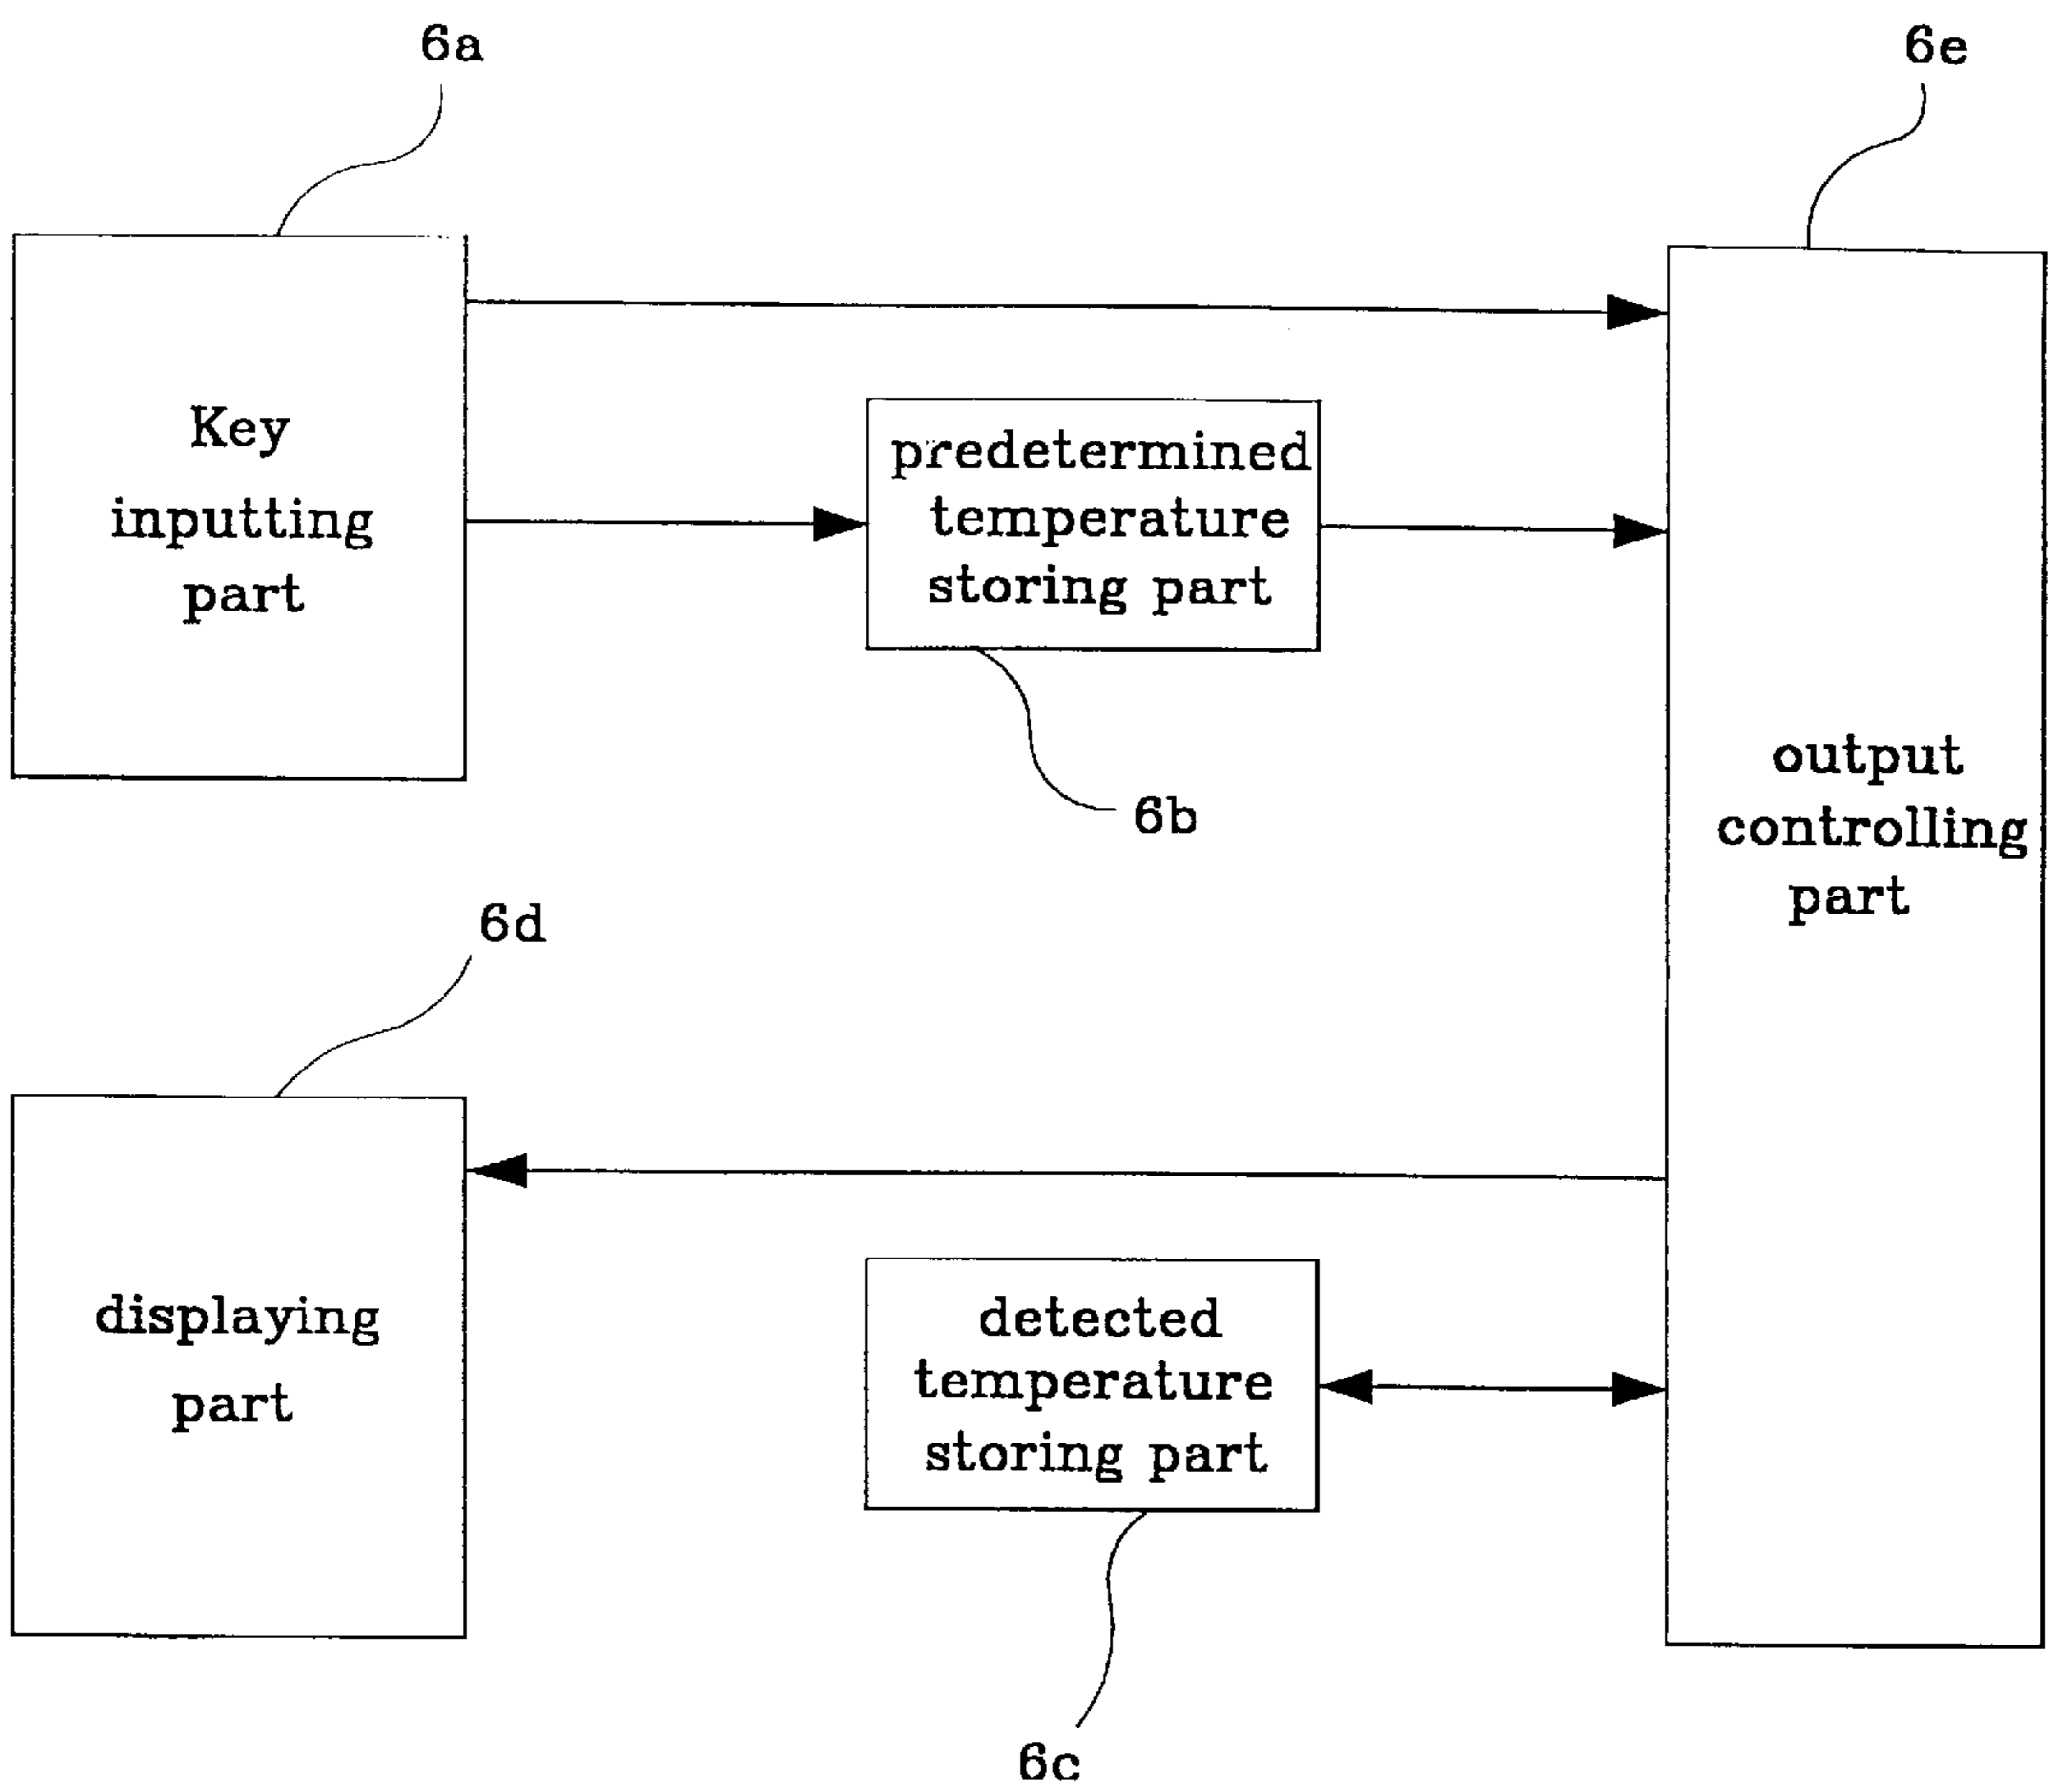 6a
6e
Key
inputting
part
predetermined
temperature
storing part
6b
output
controlling
part
6d
displaying
part
detected
temperature
storing part
6c